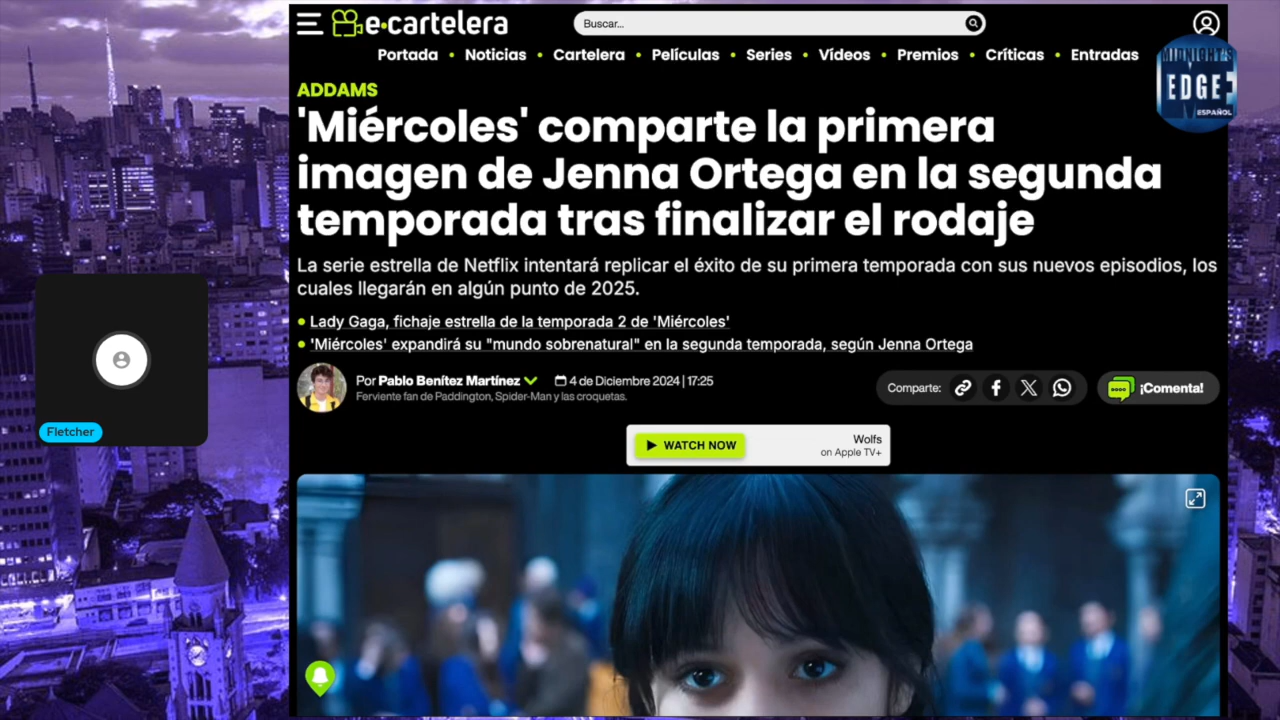 e·cartelera
Buscar...
Portada • Noticias • Cartelera • Películas • Series • Vídeos • Premios • Críticas • Entradas
MIDNIGHT'S
EDGE
ESPAÑOL
ADDAMS
'Miércoles' comparte la primera
imagen de Jenna Ortega en la segunda
temporada tras finalizar el rodaje
La serie estrella de Netflix intentará replicar el éxito de su primera temporada con sus nuevos episodios, los
cuales llegarán en algún punto de 2025.
• Lady Gaga, fichaje estrella de la temporada 2 de 'Miércoles'
• 'Miércoles' expandirá su "mundo sobrenatural" en la segunda temporada, según Jenna Ortega
Por Pablo Benítez Martínez 4 de Diciembre 2024 | 17:25
Ferviente fan de Paddington, Spider-Man y las croquetas.
Comparte:
¡Comenta!
Fletcher
WATCH NOW
Wolfs
on Apple TV+